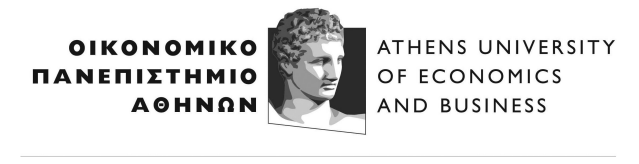 ΟΙΚΟΝΟΜΙΚΟ
ΠΑΝΕΠΙΣΤΗΜΙΟ
ΑΘΗΝΩΝ
ATHENS UNIVERSITY
OF ECONOMICS
AND BUSINESS